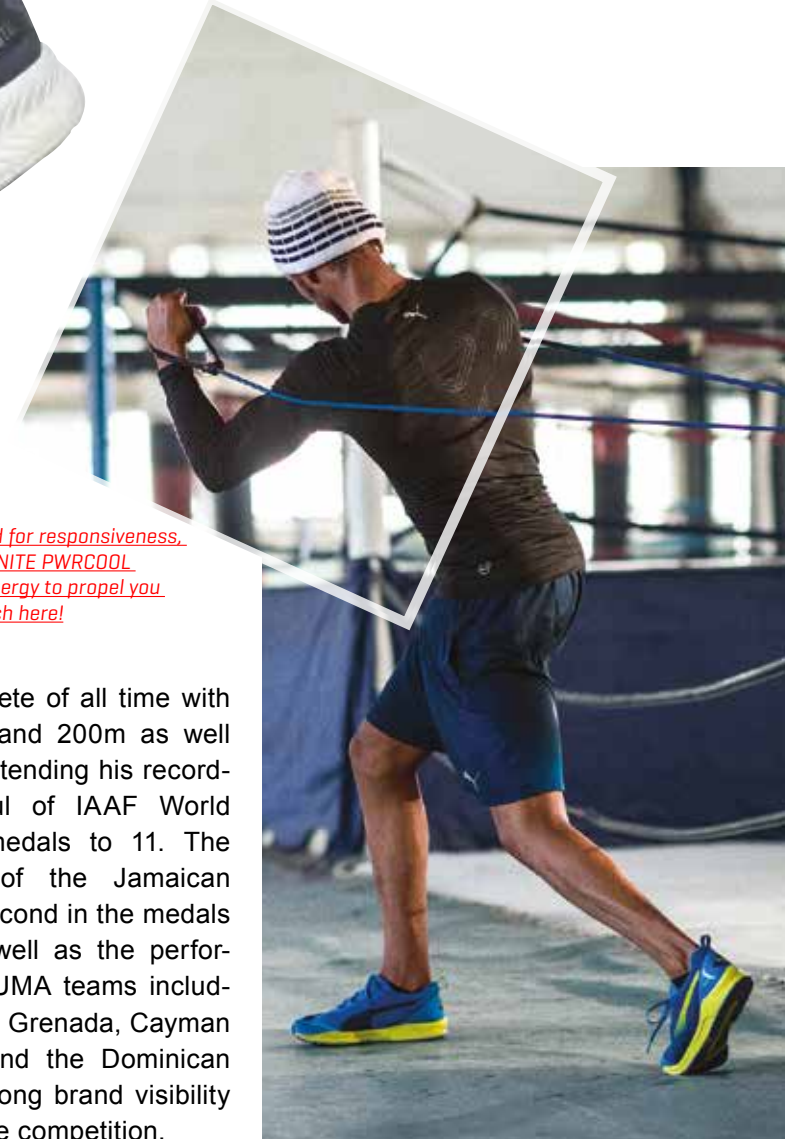 for responsiveness,
NITE PWRCOOL
ergy to propel you
ch here!
ete of all time with
and 200m as well
tending his record-
of IAAF World
medals to 11. The
of the Jamaican
cond in the medals
well as the perfor-
UMA teams includ-
Grenada, Cayman
nd the Dominican
ong brand visibility
e competition.